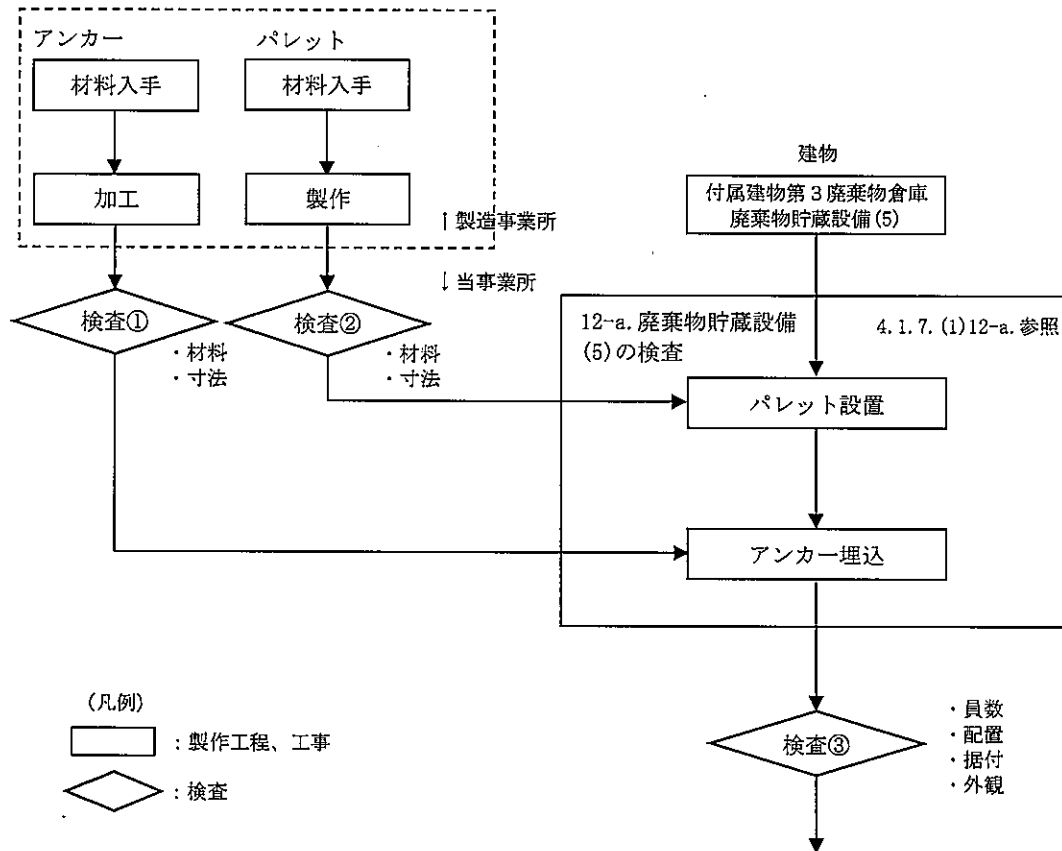 アンカー
パレット
材料入手
材料入手
加工
製作
↑製造事業所
↓当事業所
検査①
・材料
・寸法
検査②
・材料
・寸法
建物
付属建物第3廃棄物倉庫
廃棄物貯蔵設備(5)
12-a.廃棄物貯蔵設備
(5)の検査
4.1.7.(1)12-a.参照
パレット設置
アンカー埋込
検査③
・員数
・配置
・据付
・外観
(凡例)
：製作工程、工事
：検査